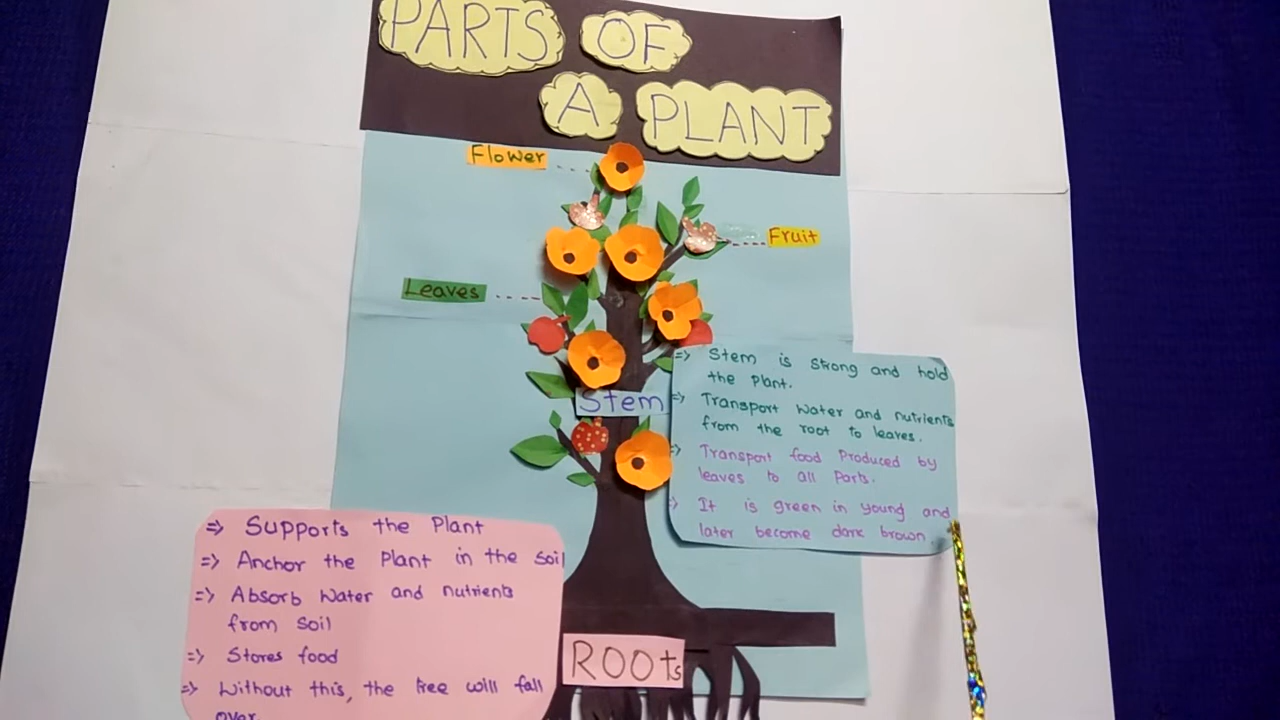 PARTS OF
A PLANT
Flower
Fruit
Leaves
Stem
=> Stem is strong and hold
the plant.
=> Transport water and nutrients
from the root to leaves.
=> Transport food Produced by
leaves to all Parts.
=> It is green in young and
later become dark brown
=> Supports the Plant
=> Anchor the Plant in the soil
=> Absorb water and nutrients
from soil
=> Stores food
=> Without this, the tree will fall
over.
ROOts